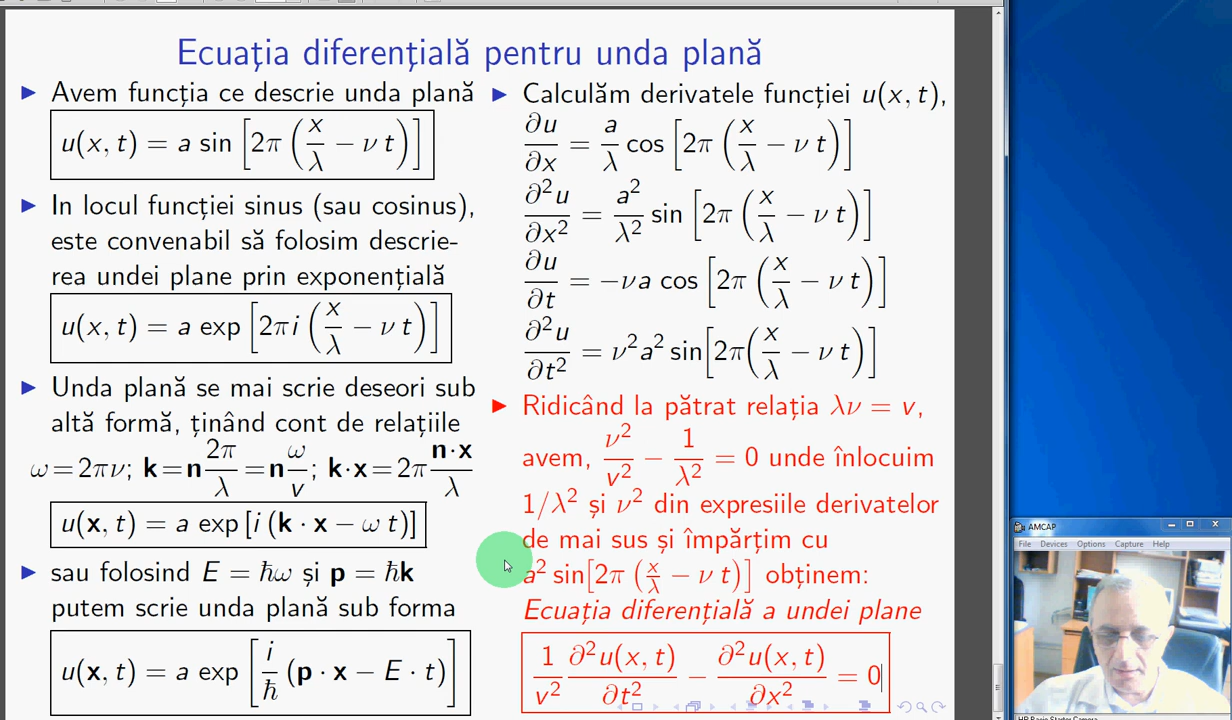 Ecuația diferențială pentru unda plană
▶ Avem funcția ce descrie unda plană
u(x, t) = a sin [2π (x/λ − ν t)]
▶ In locul funcției sinus (sau cosinus),
este convenabil să folosim descrie-
rea undei plane prin exponențială
u(x, t) = a exp [2πi (x/λ − ν t)]
▶ Unda plană se mai scrie deseori sub
altă formă, ținând cont de relațiile
ω = 2πν; k = n 2π/λ = n ω/v; k·x = 2π n·x/λ
u(x, t) = a exp [i (k · x − ω t)]
▶ sau folosind E = ℏω și p = ℏk
putem scrie unda plană sub forma
u(x, t) = a exp [i/ℏ (p · x − E · t)]
▶ Calculăm derivatele funcției u(x, t),
∂u/∂x = a/λ cos [2π (x/λ − ν t)]
∂²u/∂x² = a²/λ² sin [2π (x/λ − ν t)]
∂u/∂t = −νa cos [2π (x/λ − ν t)]
∂²u/∂t² = ν²a² sin[2π(x/λ − ν t)]
▶ Ridicând la pătrat relația λν = v,
avem, ν²/v² − 1/λ² = 0 unde înlocuim
1/λ² și ν² din expresiile derivatelor
de mai sus și împărțim cu
a² sin[2π (x/λ − ν t)] obținem:
Ecuația diferențială a undei plane
1/v² ∂²u(x, t)/∂t² − ∂²u(x, t)/∂x² = 0
AMCAP
File Devices Options Capture Help